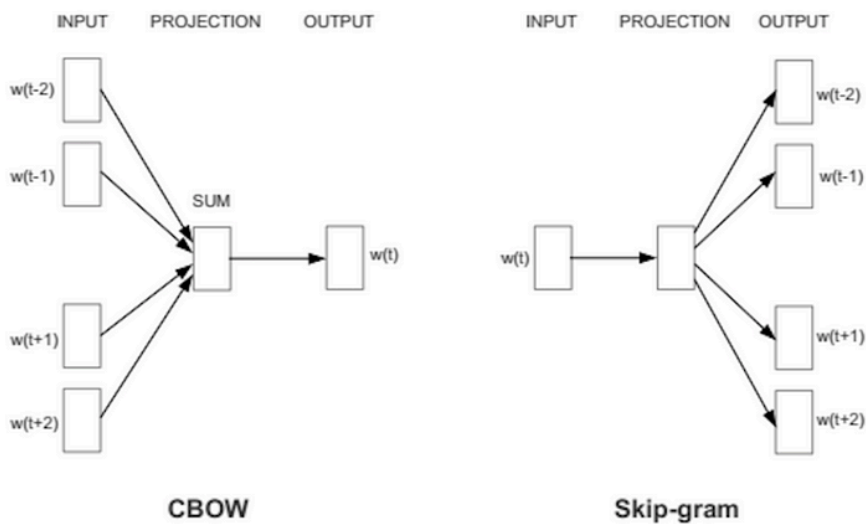 INPUT PROJECTION OUTPUT
w(t-2)
w(t-1)
SUM
w(t)
w(t+1)
w(t+2)
CBOW
INPUT PROJECTION OUTPUT
w(t-2)
w(t-1)
w(t)
w(t+1)
w(t+2)
Skip-gram